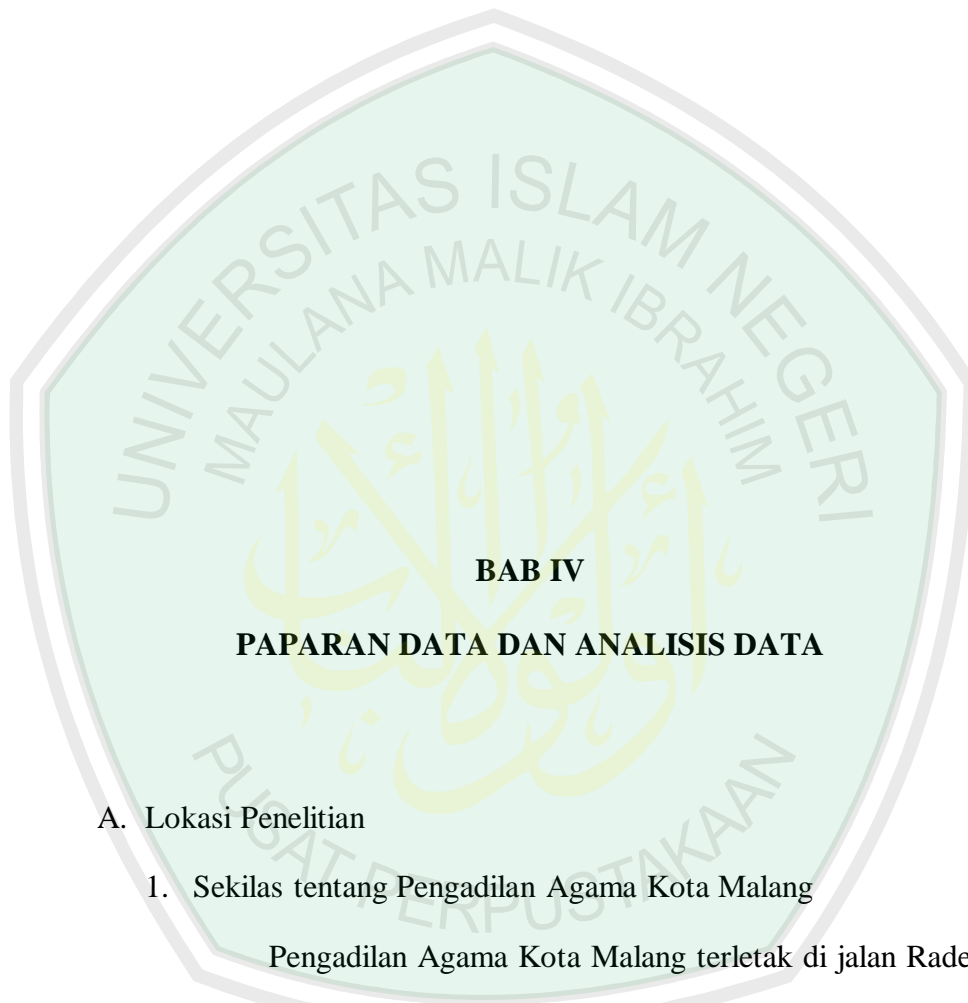 UNIVERSITAS ISLAM NEGERI
MAULANA MALIK IBRAHIM
BAB IV
PAPARAN DATA DAN ANALISIS DATA
A. Lokasi Penelitian
1. Sekilas tentang Pengadilan Agama Kota Malang
Pengadilan Agama Kota Malang terletak di jalan Rade
PUSAT PERPUSTAKAAN